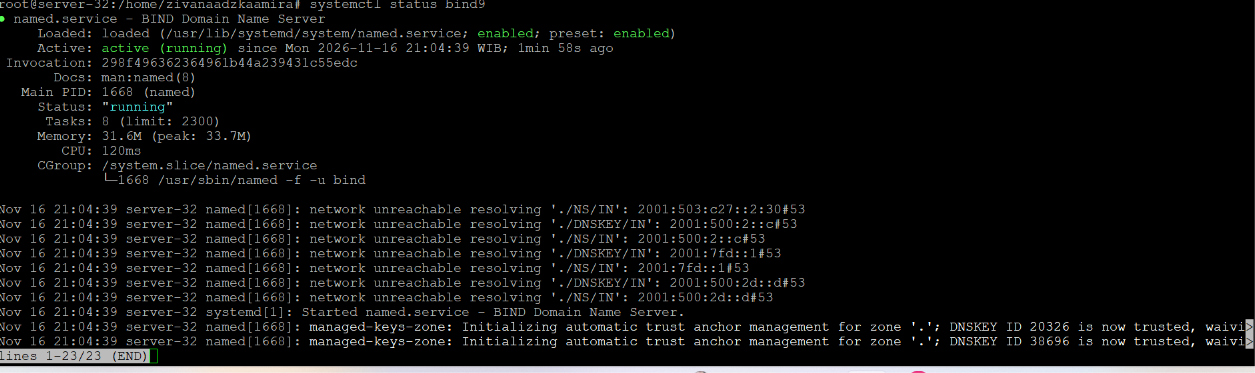 root@server-32:/home/zivanaadzkaamira# systemctl status bind9
● named.service - BIND Domain Name Server
Loaded: loaded (/usr/lib/systemd/system/named.service; enabled; preset: enabled)
Active: active (running) since Mon 2026-11-16 21:04:39 WIB; 1min 58s ago
Invocation: 298f496362364961b44a239431c55edc
Docs: man:named(8)
Main PID: 1668 (named)
Status: "running"
Tasks: 8 (limit: 2300)
Memory: 31.6M (peak: 33.7M)
CPU: 120ms
CGroup: /system.slice/named.service
└─1668 /usr/sbin/named -f -u bind
Nov 16 21:04:39 server-32 named[1668]: network unreachable resolving './NS/IN': 2001:503:c27::2:30#53
Nov 16 21:04:39 server-32 named[1668]: network unreachable resolving './DNSKEY/IN': 2001:500:2::c#53
Nov 16 21:04:39 server-32 named[1668]: network unreachable resolving './NS/IN': 2001:500:2::c#53
Nov 16 21:04:39 server-32 named[1668]: network unreachable resolving './DNSKEY/IN': 2001:7fd::1#53
Nov 16 21:04:39 server-32 named[1668]: network unreachable resolving './NS/IN': 2001:7fd::1#53
Nov 16 21:04:39 server-32 named[1668]: network unreachable resolving './DNSKEY/IN': 2001:500:2d::d#53
Nov 16 21:04:39 server-32 named[1668]: network unreachable resolving './NS/IN': 2001:500:2d::d#53
Nov 16 21:04:39 server-32 systemd[1]: Started named.service - BIND Domain Name Server.
Nov 16 21:04:39 server-32 named[1668]: managed-keys-zone: Initializing automatic trust anchor management for zone '.'; DNSKEY ID 20326 is now trusted, waivi>
Nov 16 21:04:39 server-32 named[1668]: managed-keys-zone: Initializing automatic trust anchor management for zone '.'; DNSKEY ID 38696 is now trusted, waivi>
lines 1-23/23 (END)